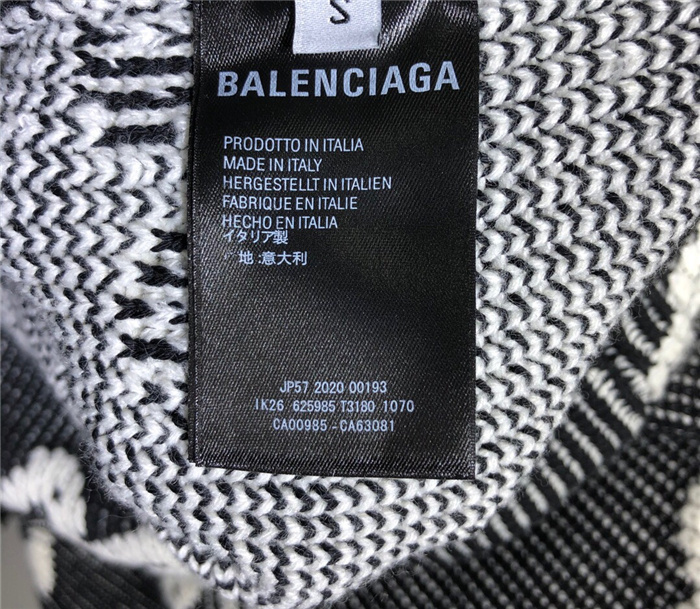 S
BALENCIAGA
PRODOTTO IN ITALIA
MADE IN ITALY
HERGESTELLT IN ITALIEN
FABRIQUE EN ITALIE
HECHO EN ITALIA
イタリア製
地:意大利
JP57 2020 00193
IK26 625985 T3180 1070
CA00985-CA63081